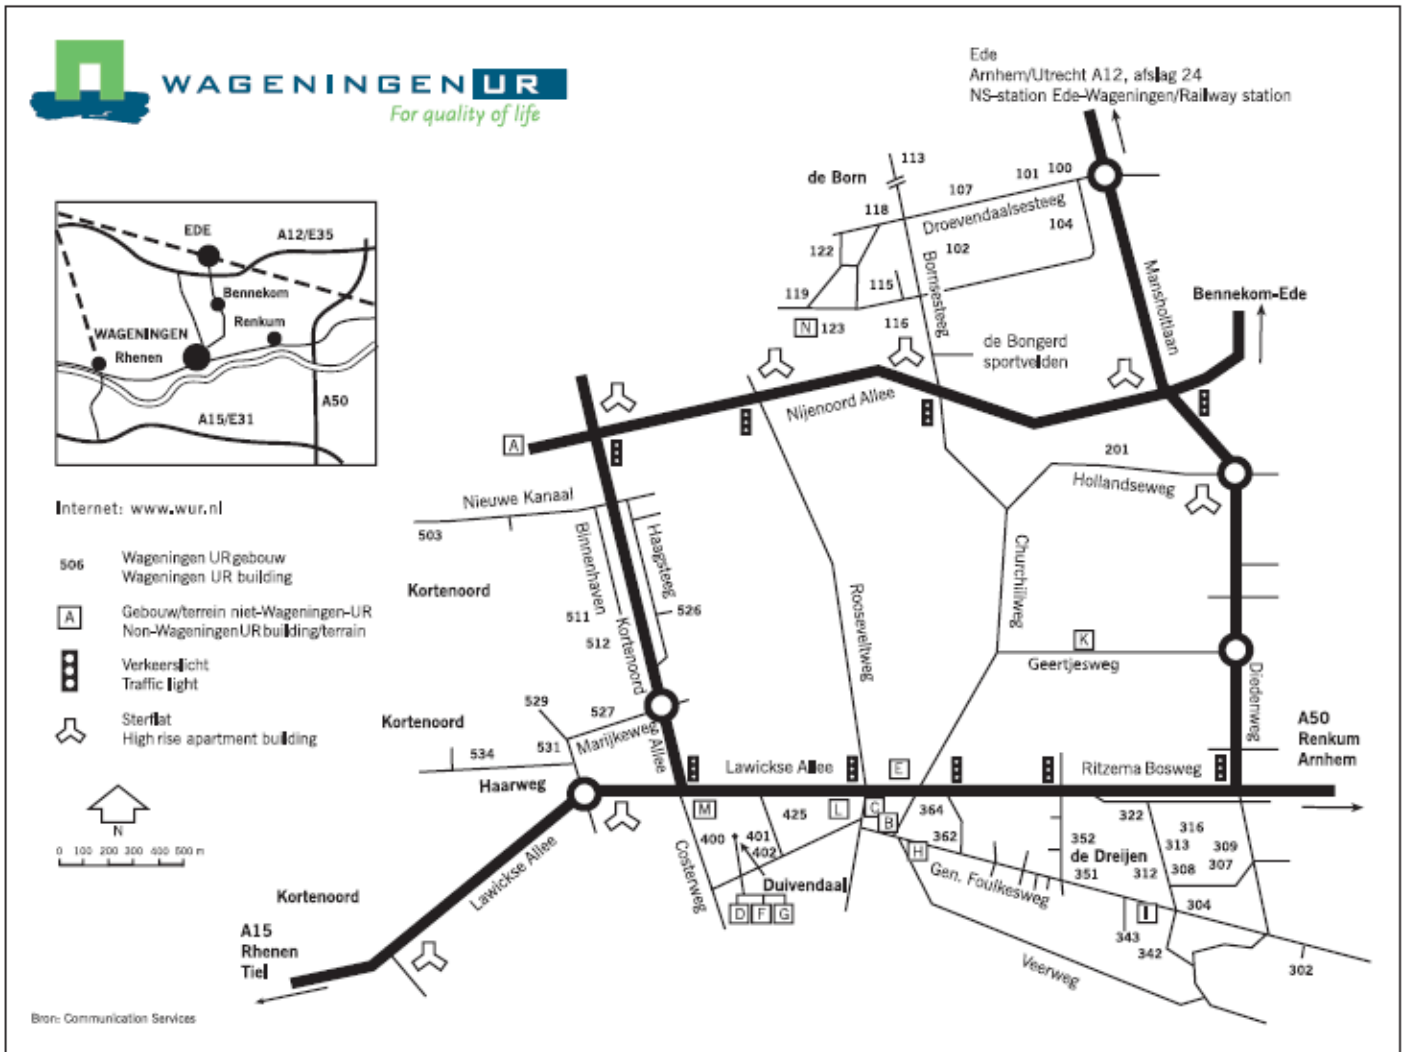 WAGENINGEN UR
For quality of life
Ede
Arnhem/Utrecht A12, afslag 24
NS-station Ede-Wageningen/Railway station
EDE
A12/E35
Bennekom
Renkum
WAGENINGEN
Rhenen
A50
A15/E31
Internet: www.wur.nl
506
Wageningen UR gebouw
Wageningen UR building
A
Gebouw/terrein niet-Wageningen-UR
Non-Wageningen UR building/terrain
Verkeerslicht
Traffic light
Sterflat
High rise apartment building
N
0 100 200 300 400 500 m
de Born
113
107
101
100
118
Droevendaalsesteeg
104
122
102
119
115
Bornsesteeg
Mansholtlaan
N
123
116
de Bongerd
sportvelden
Bennekom-Ede
Nijenoord Allee
A
201
Hollandseweg
Nieuwe Kanaal
503
Binnenhaven
Haagsteeg
Kortenoord
511
512
526
Kortenoord Allee
Rooseveltweg
Churchillweg
K
Geertjesweg
Diedenweg
529
527
Kortenoord
531
Marijkeweg
534
Haarweg
Lawickse Allee
E
Ritzema Bosweg
A50
Renkum
Arnhem
M
425
L
C
B
364
362
322
316
313
309
400
401
402
352
de Dreijen
351
312
308
307
H
Costerweg
Duivendaal
Gen. Foulkesweg
D
F
G
I
304
343
342
302
Veerweg
Lawickse Allee
Kortenoord
A15
Rhenen
Tiel
Bron: Communication Services